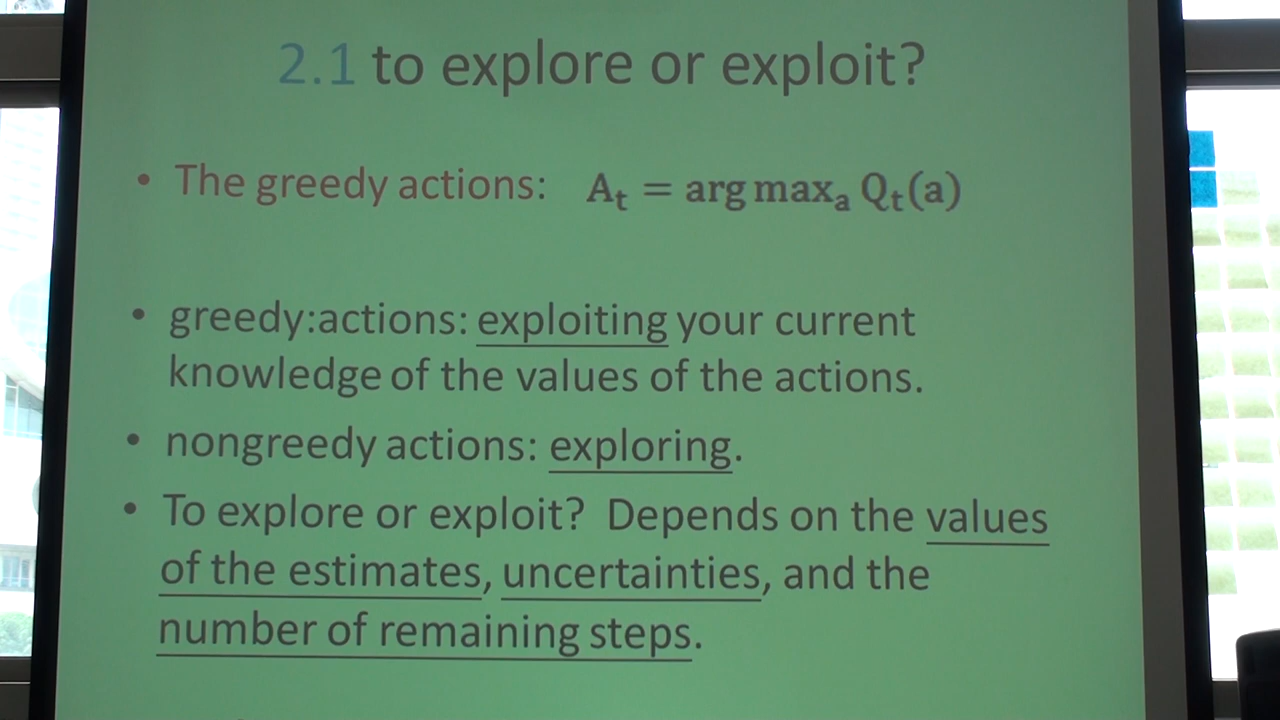 2.1 to explore or exploit?
• The greedy actions: Aₜ = arg maxₐ Qₜ(a)
• greedy:actions: exploiting your current
knowledge of the values of the actions.
• nongreedy actions: exploring.
• To explore or exploit? Depends on the values
of the estimates, uncertainties, and the
number of remaining steps.